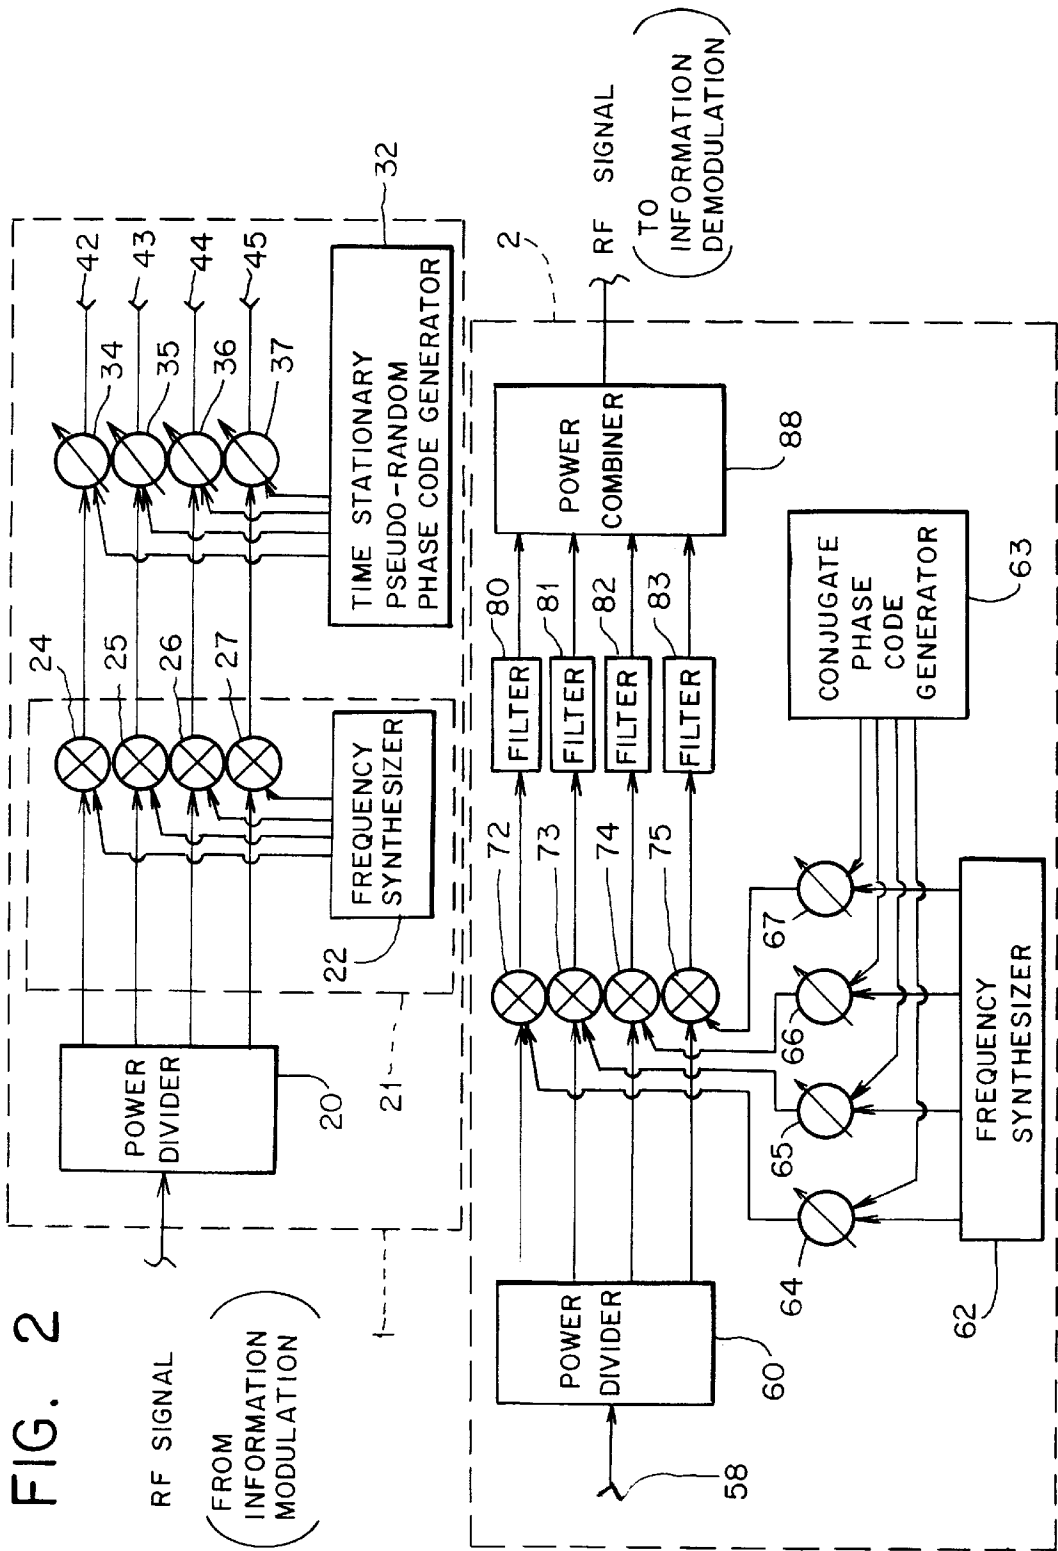 FIG. 2
RF SIGNAL
(FROM
INFORMATION
MODULATION)
1
POWER
DIVIDER
20
21
24
25
26
27
FREQUENCY
SYNTHESIZER
22
34
35
36
37
42
43
44
45
TIME STATIONARY
PSEUDO-RANDOM
PHASE CODE GENERATOR
32
58
POWER
DIVIDER
60
72
73
74
75
FILTER
80
FILTER
81
FILTER
82
FILTER
83
POWER
COMBINER
88
2
RF SIGNAL
(TO
INFORMATION
DEMODULATION)
64
65
66
67
FREQUENCY
SYNTHESIZER
62
CONJUGATE
PHASE
CODE
GENERATOR
63